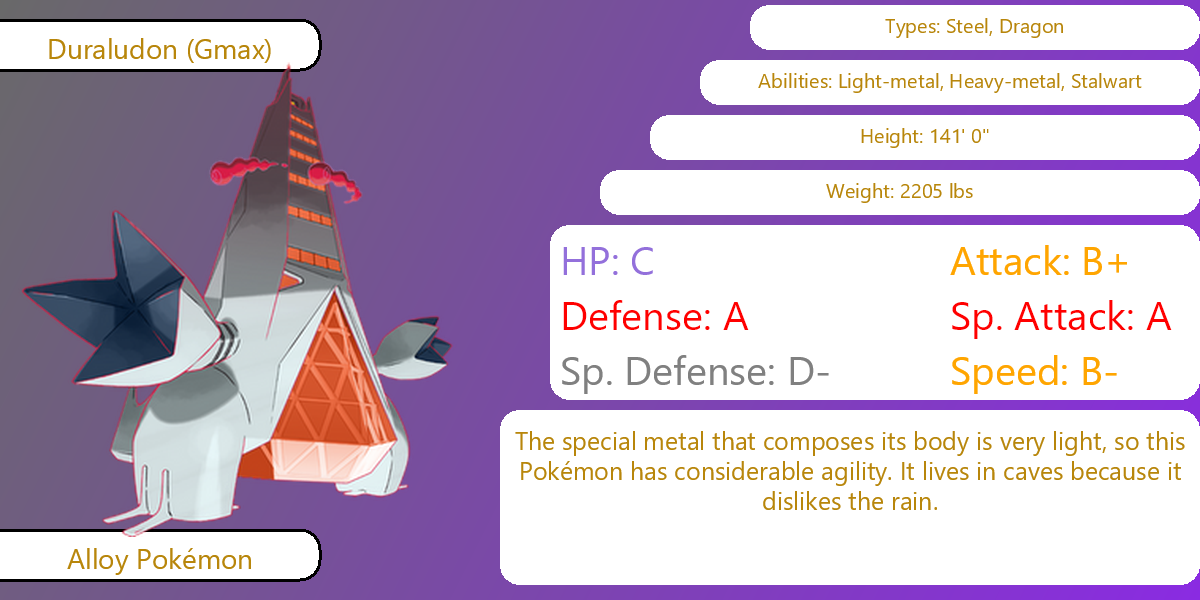 Duraludon (Gmax)
Types: Steel, Dragon
Abilities: Light-metal, Heavy-metal, Stalwart
Height: 141' 0"
Weight: 2205 lbs
HP: C
Attack: B+
Defense: A
Sp. Attack: A
Sp. Defense: D-
Speed: B-
The special metal that composes its body is very light, so this
Pokémon has considerable agility. It lives in caves because it
dislikes the rain.
Alloy Pokémon